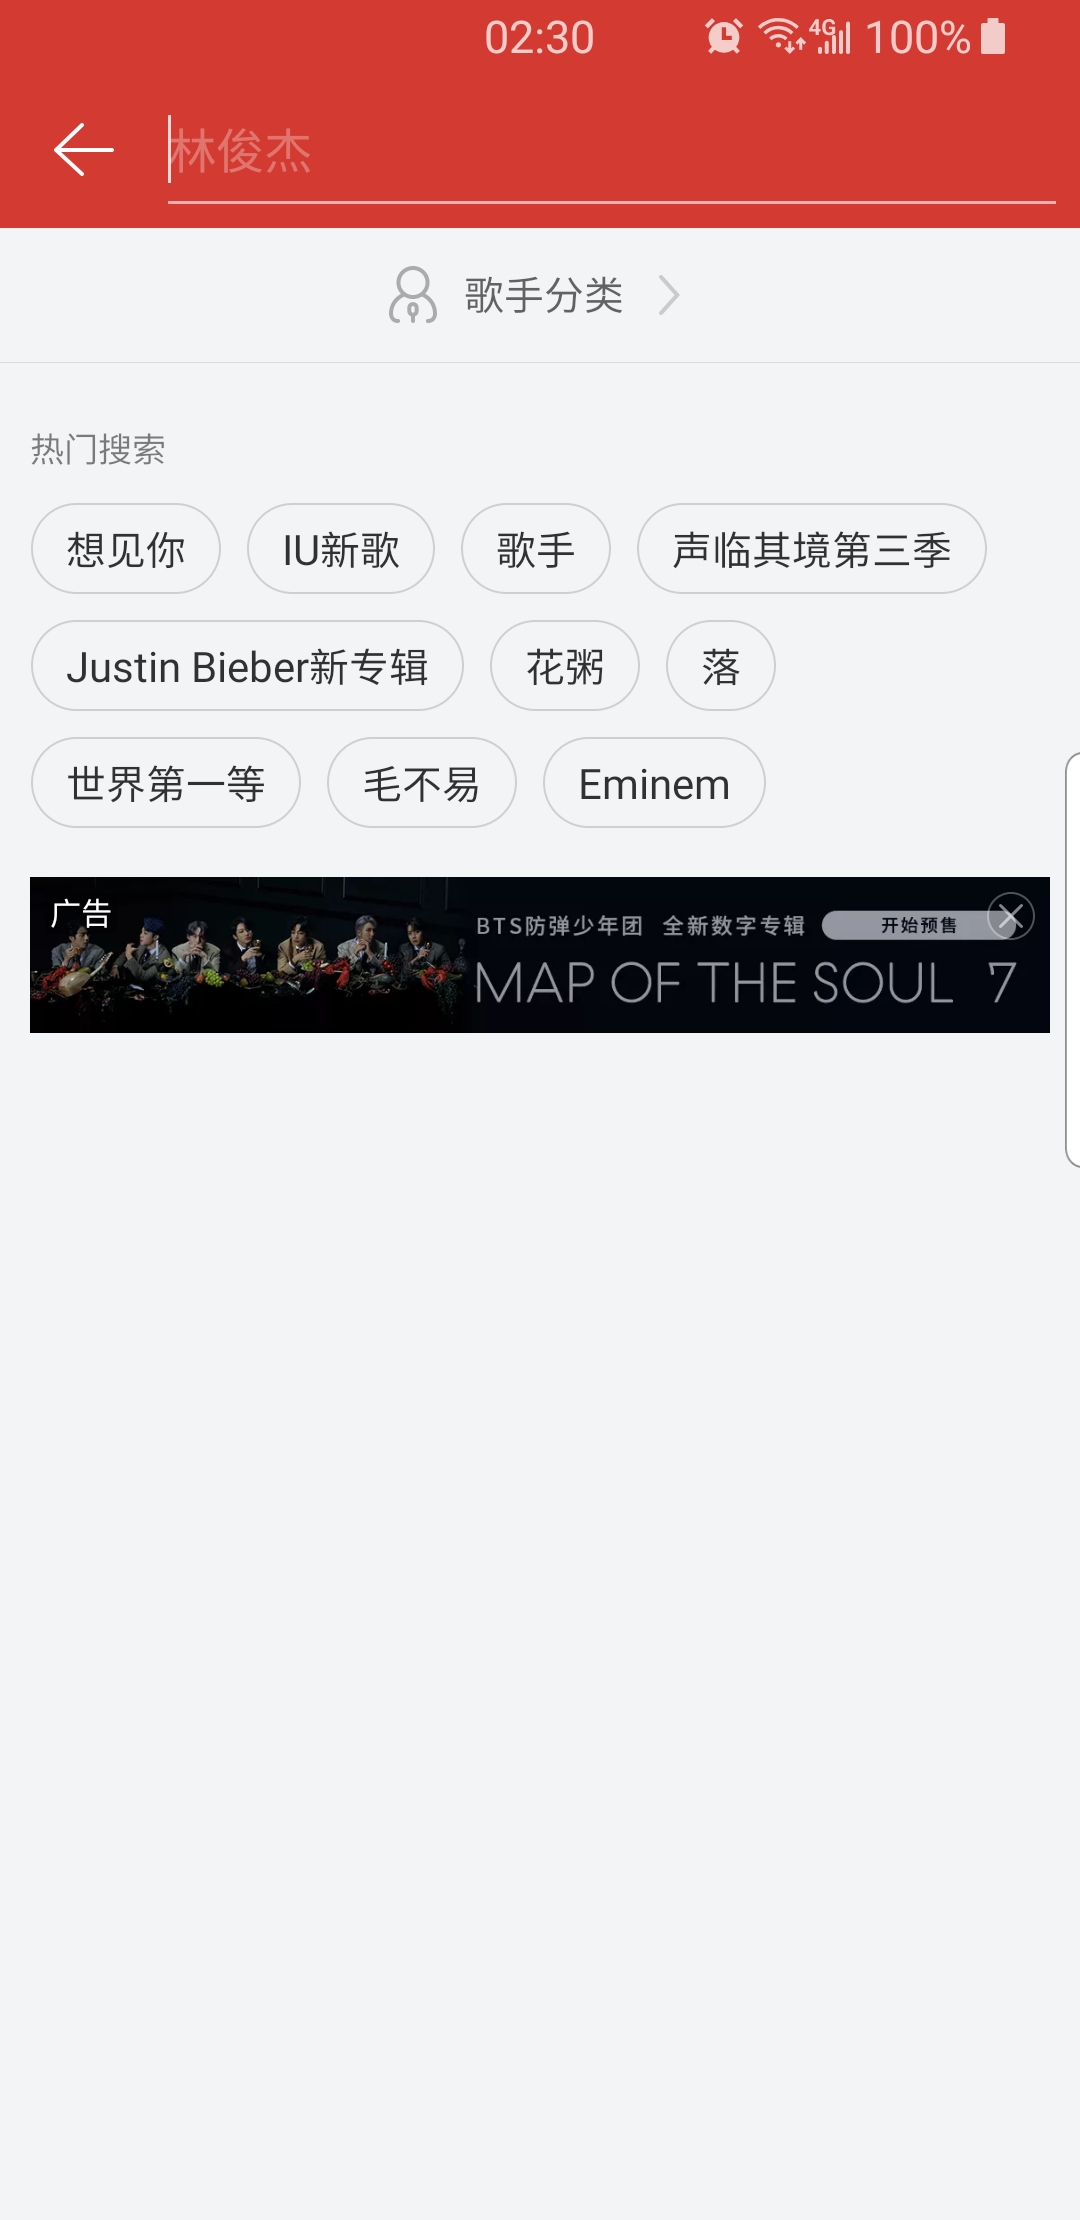 02:30 4G 100%
林俊杰
歌手分类
热门搜索
想见你 IU新歌 歌手 声临其境第三季
Justin Bieber新专辑 花粥 落
世界第一等 毛不易 Eminem
广告
BTS防弹少年团 全新数字专辑 开始预售
MAP OF THE SOUL 7